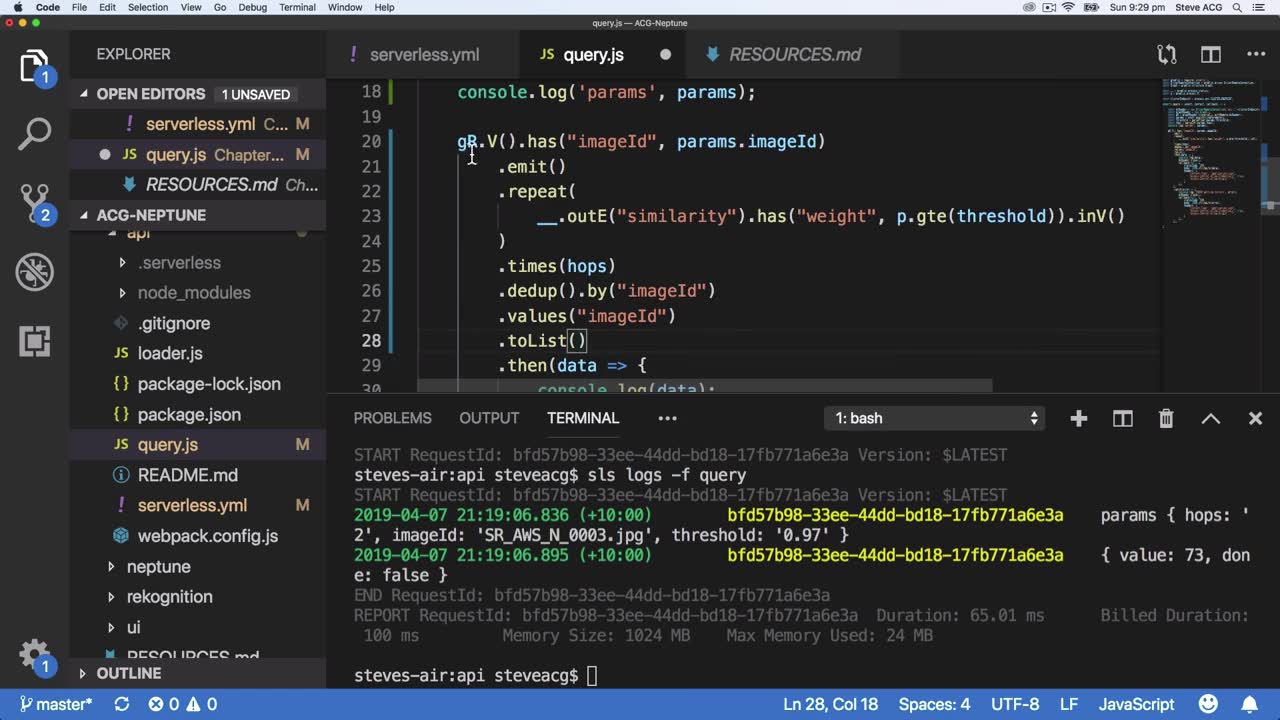 Code File Edit Selection View Go Debug Terminal Window Help
Sun 9:29 pm Steve ACG
query.js — ACG-Neptune
EXPLORER
serverless.yml
JS query.js
RESOURCES.md
OPEN EDITORS 1 UNSAVED
! serverless.yml C... M
JS query.js Chapter... M
RESOURCES.md Ch...
ACG-NEPTUNE
api
.serverless
node_modules
.gitignore
JS loader.js
{} package-lock.json
{} package.json
JS query.js M
README.md
! serverless.yml M
webpack.config.js
neptune
rekognition
ui
RESOURCES.md
OUTLINE
1
2
1
18 console.log('params', params);
19
20 gR.V().has("imageId", params.imageId)
21 .emit()
22 .repeat(
23 __.outE("similarity").has("weight", p.gte(threshold)).inV()
24 )
25 .times(hops)
26 .dedup().by("imageId")
27 .values("imageId")
28 .toList()
29 .then(data => {
30 console.log(data);
PROBLEMS OUTPUT TERMINAL ... 1: bash
START RequestId: bfd57b98-33ee-44dd-bd18-17fb771a6e3a Version: $LATEST
steves-air:api steveacg$ sls logs -f query
START RequestId: bfd57b98-33ee-44dd-bd18-17fb771a6e3a Version: $LATEST
2019-04-07 21:19:06.836 (+10:00) bfd57b98-33ee-44dd-bd18-17fb771a6e3a params { hops: '
2', imageId: 'SR_AWS_N_0003.jpg', threshold: '0.97' }
2019-04-07 21:19:06.895 (+10:00) bfd57b98-33ee-44dd-bd18-17fb771a6e3a { value: 73, don
e: false }
END RequestId: bfd57b98-33ee-44dd-bd18-17fb771a6e3a
REPORT RequestId: bfd57b98-33ee-44dd-bd18-17fb771a6e3a Duration: 65.01 ms Billed Duration:
100 ms Memory Size: 1024 MB Max Memory Used: 24 MB
steves-air:api steveacg$
master* 0 0 Ln 28, Col 18 Spaces: 4 UTF-8 LF JavaScript